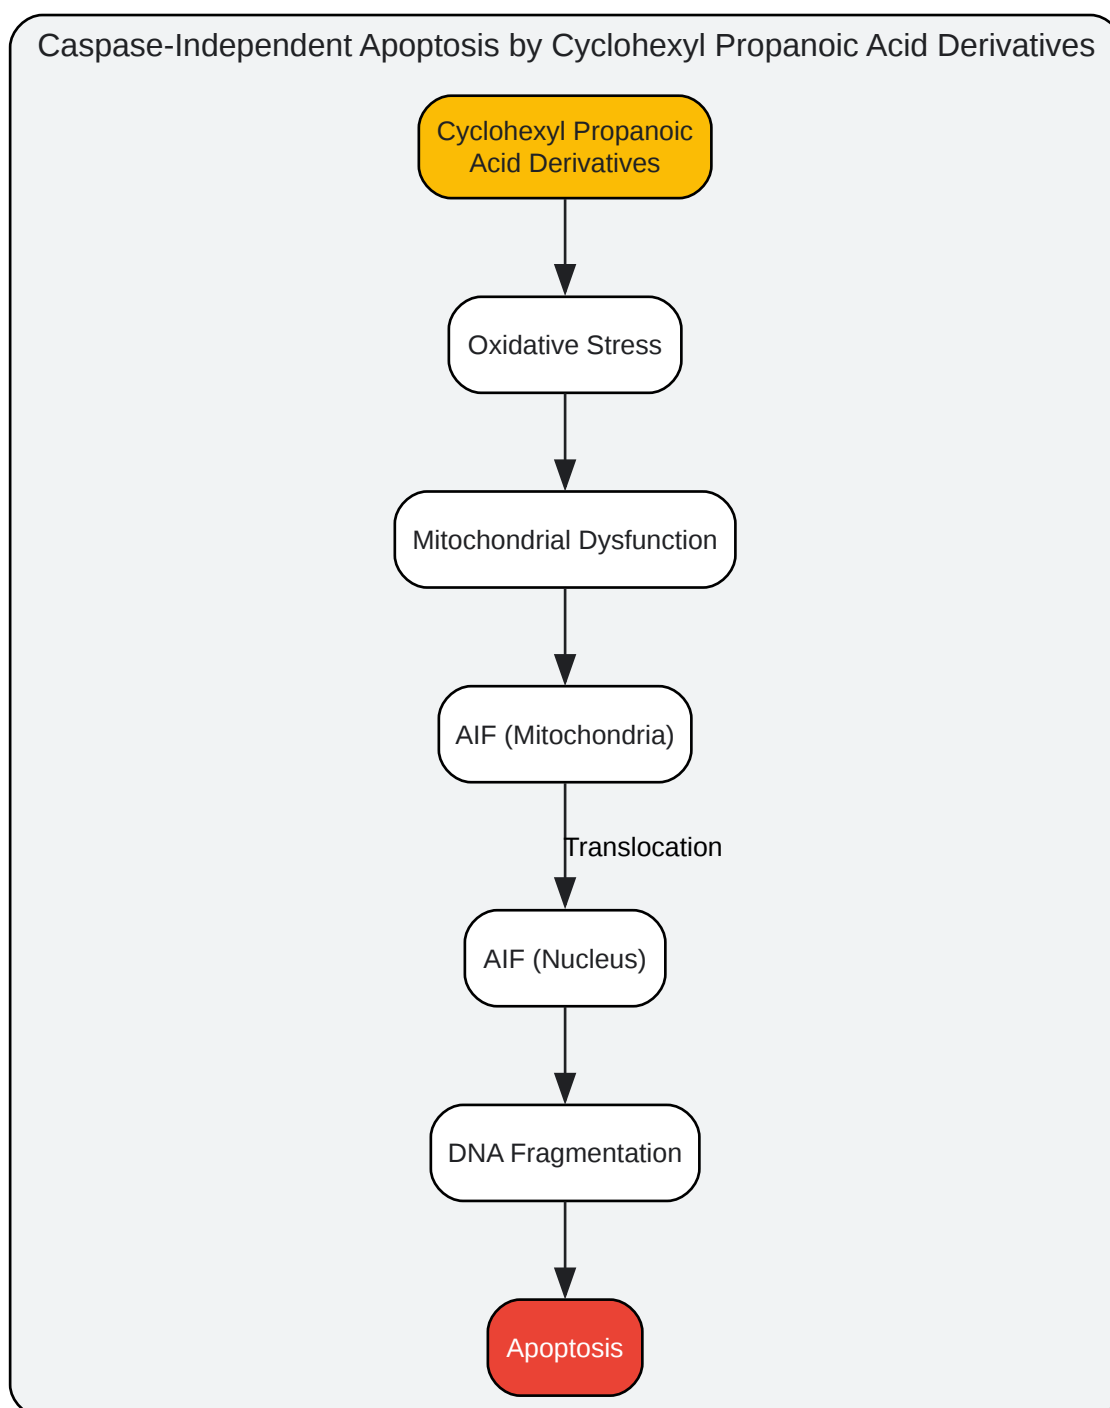 Caspase-Independent Apoptosis by Cyclohexyl Propanoic Acid Derivatives
Cyclohexyl Propanoic
Acid Derivatives
Oxidative Stress
Mitochondrial Dysfunction
AIF (Mitochondria)
Translocation
AIF (Nucleus)
DNA Fragmentation
Apoptosis